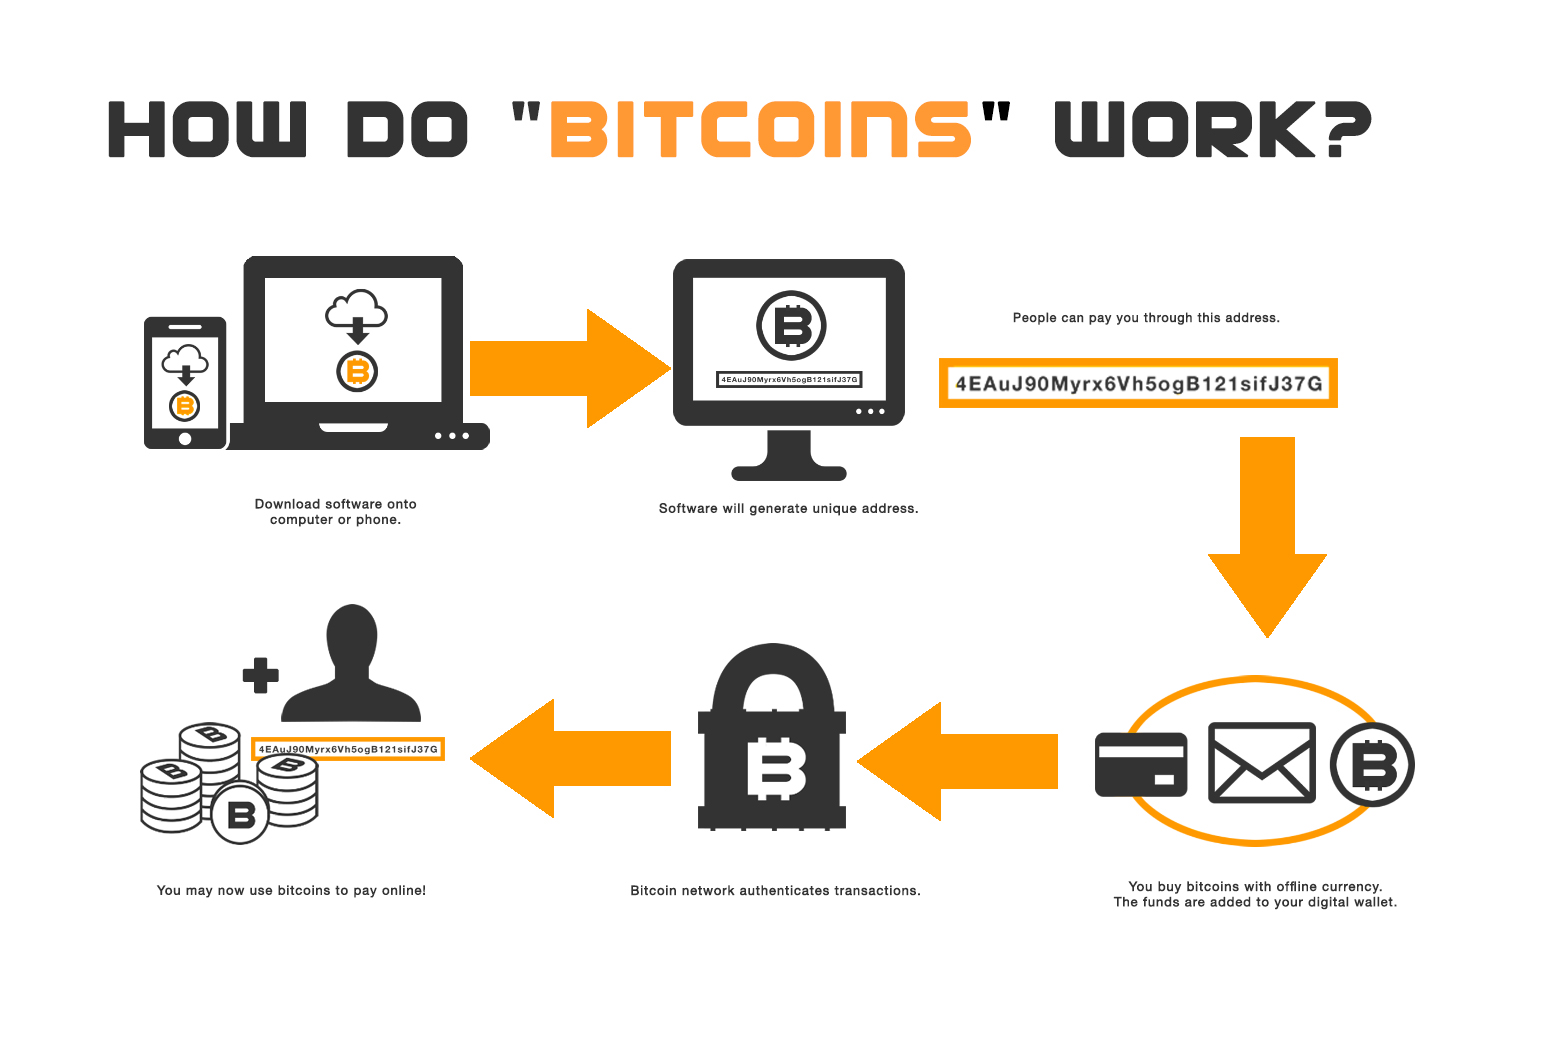 HOW DO "BITCOINS" WORK?
4EAuJ90Myrx6Vh5ogB121sifJ37G
People can pay you through this address.
4EAuJ90Myrx6Vh5ogB121sifJ37G
Download software onto
computer or phone.
Software will generate unique address.
4EAuJ90Myrx6Vh5ogB121sifJ37G
You may now use bitcoins to pay online!
Bitcoin network authenticates transactions.
You buy bitcoins with offline currency.
The funds are added to your digital wallet.